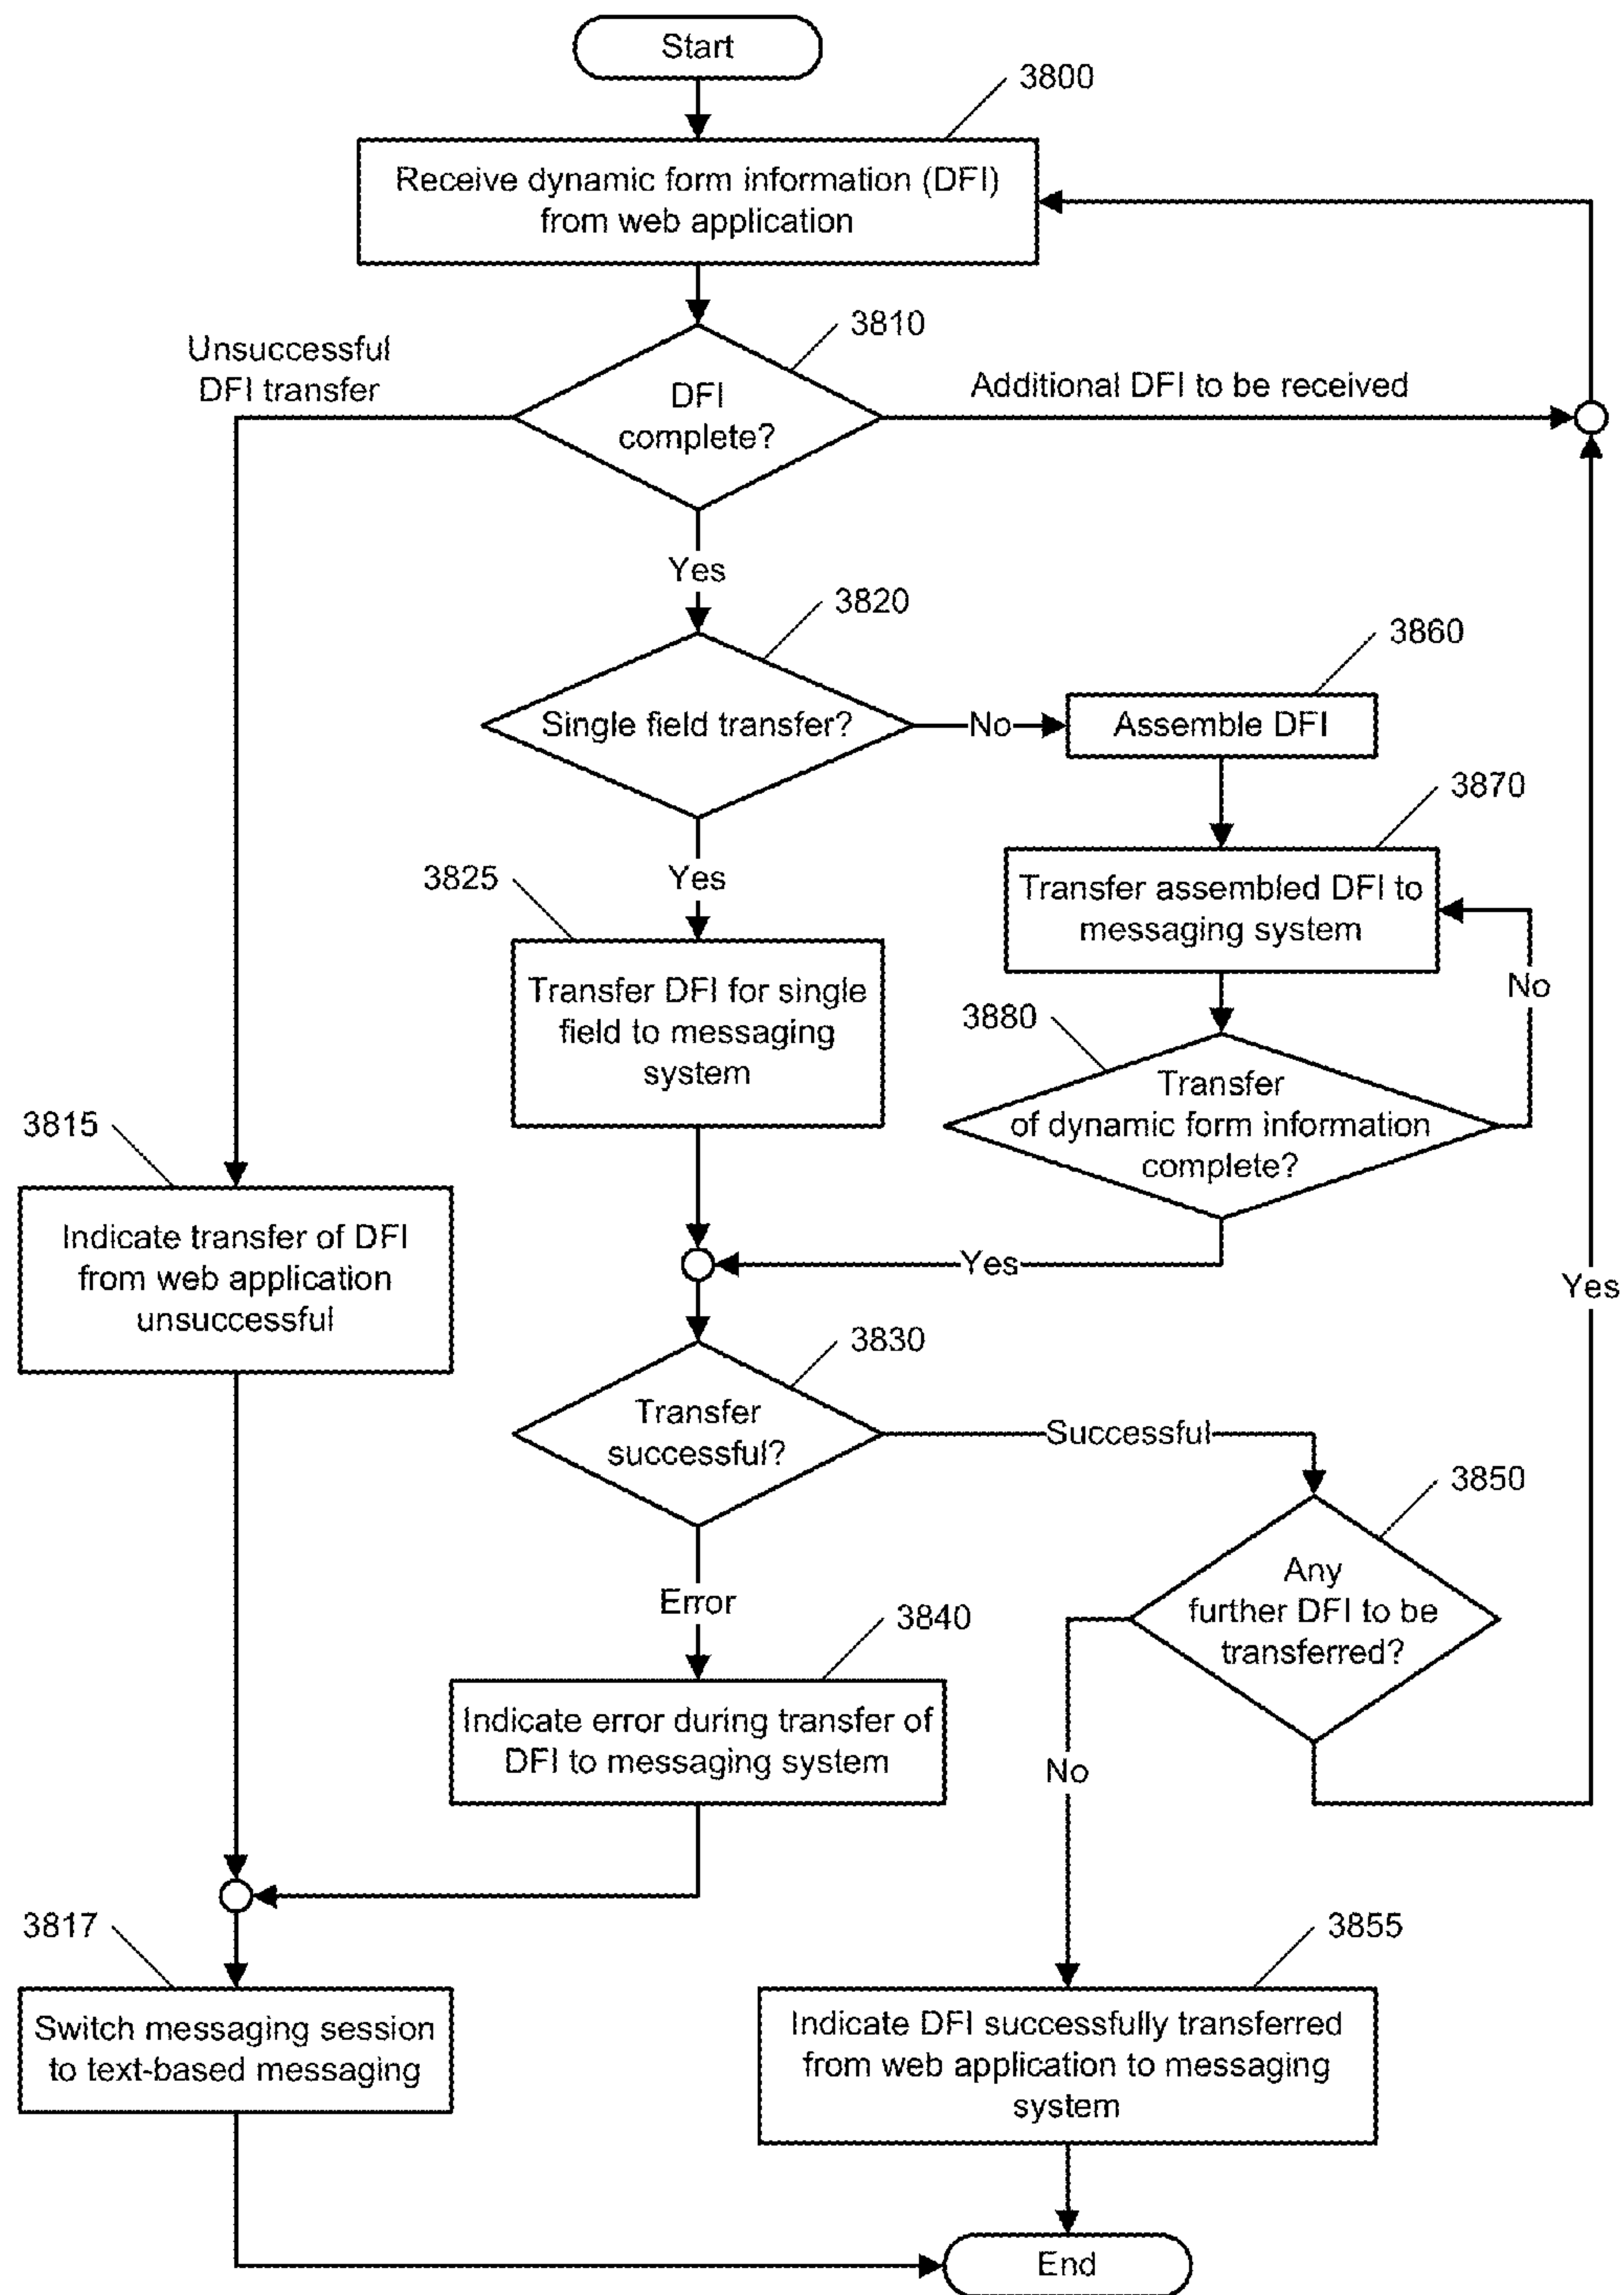 Start
3800
Receive dynamic form information (DFI)
from web application
3810
Unsuccessful
DFI transfer
DFI
complete?
Additional DFI to be received
Yes
3820
3860
Single field transfer?
No
Assemble DFI
3870
Yes
3825
Transfer assembled DFI to
messaging system
No
Transfer DFI for single
field to messaging
system
3880
Transfer
of dynamic form information
complete?
3815
Indicate transfer of DFI
from web application
unsuccessful
Yes
Yes
3830
Transfer
successful?
Successful
3850
Any
further DFI to be
transferred?
Error
3840
Indicate error during transfer of
DFI to messaging system
No
3817
3855
Switch messaging session
to text-based messaging
Indicate DFI successfully transferred
from web application to messaging
system
End